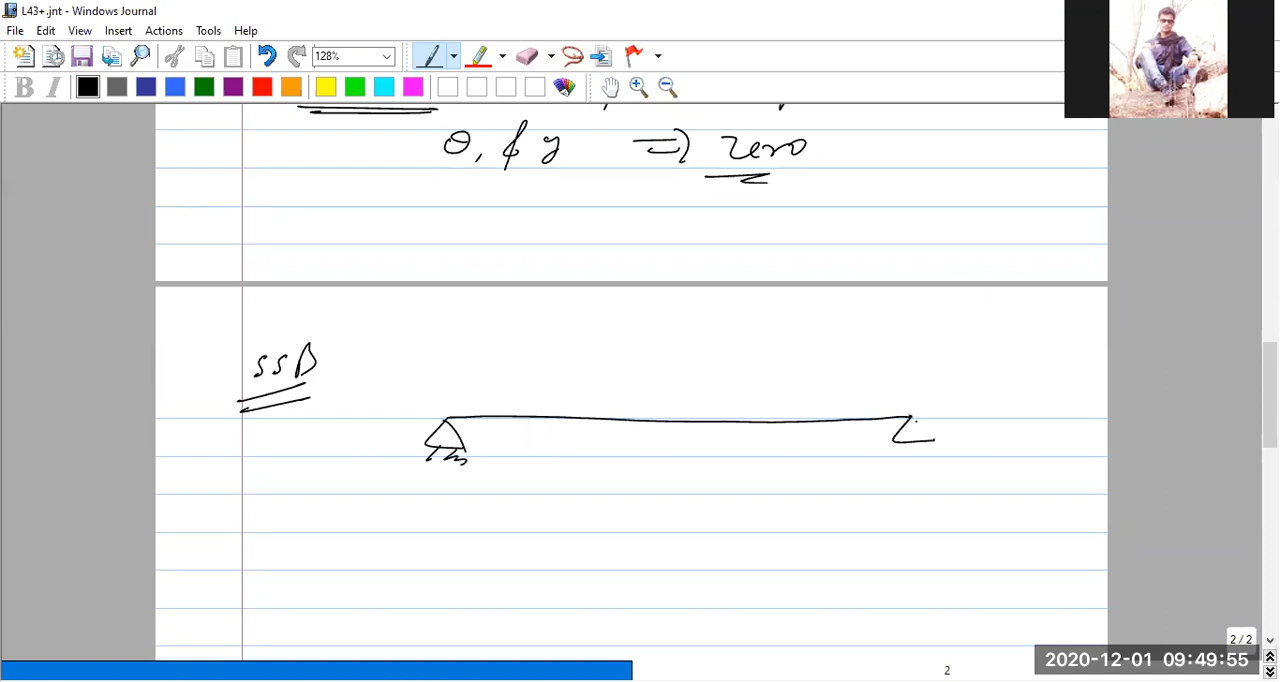 L43+.jnt - Windows Journal
File Edit View Insert Actions Tools Help
128%
B I
θ, & y ⇒ zero
SSB
2 / 2
2020-12-01 09:49:55
2